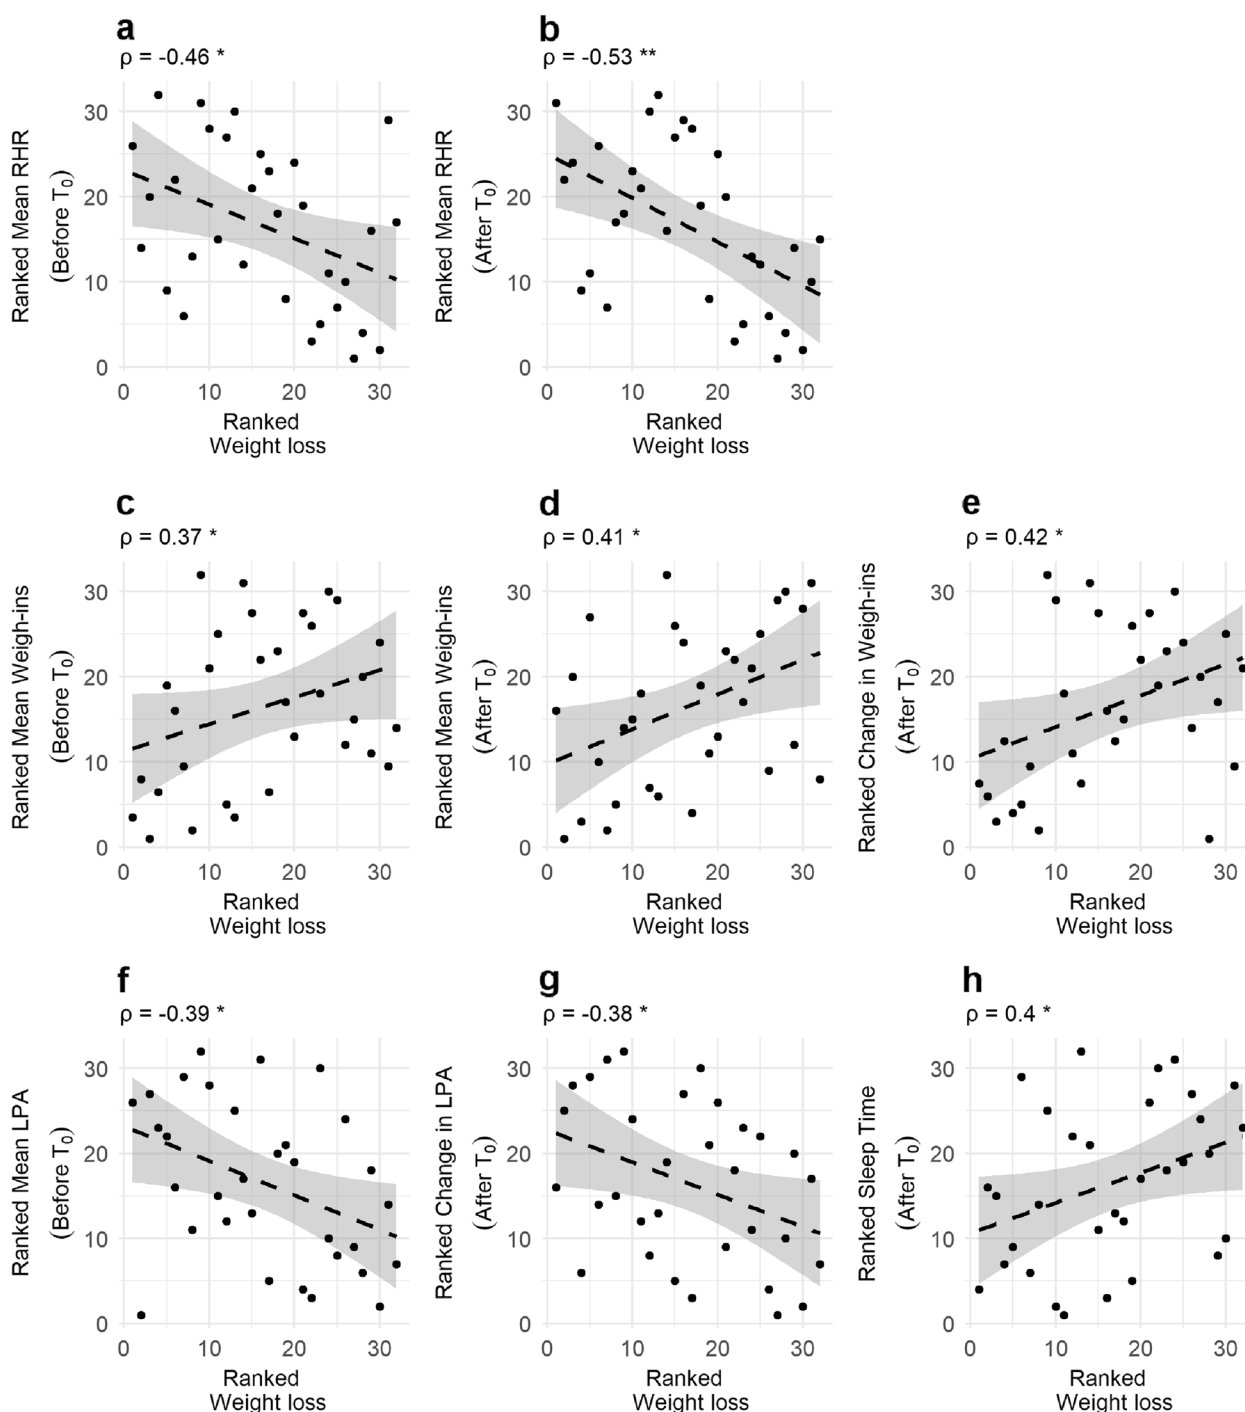 a
ρ = -0.46 *
Ranked Mean RHR
(Before T0)
30
20
10
0
0 10 20 30
Ranked
Weight loss
b
ρ = -0.53 **
Ranked Mean RHR
(After T0)
30
20
10
0
0 10 20 30
Ranked
Weight loss
c
ρ = 0.37 *
Ranked Mean Weigh-ins
(Before T0)
30
20
10
0
0 10 20 30
Ranked
Weight loss
d
ρ = 0.41 *
Ranked Mean Weigh-ins
(After T0)
30
20
10
0
0 10 20 30
Ranked
Weight loss
e
ρ = 0.42 *
Ranked Change in Weigh-ins
(After T0)
30
20
10
0
0 10 20 30
Ranked
Weight loss
f
ρ = -0.39 *
Ranked Mean LPA
(Before T0)
30
20
10
0
0 10 20 30
Ranked
Weight loss
g
ρ = -0.38 *
Ranked Change in LPA
(After T0)
30
20
10
0
0 10 20 30
Ranked
Weight loss
h
ρ = 0.4 *
Ranked Sleep Time
(After T0)
30
20
10
0
0 10 20 30
Ranked
Weight loss